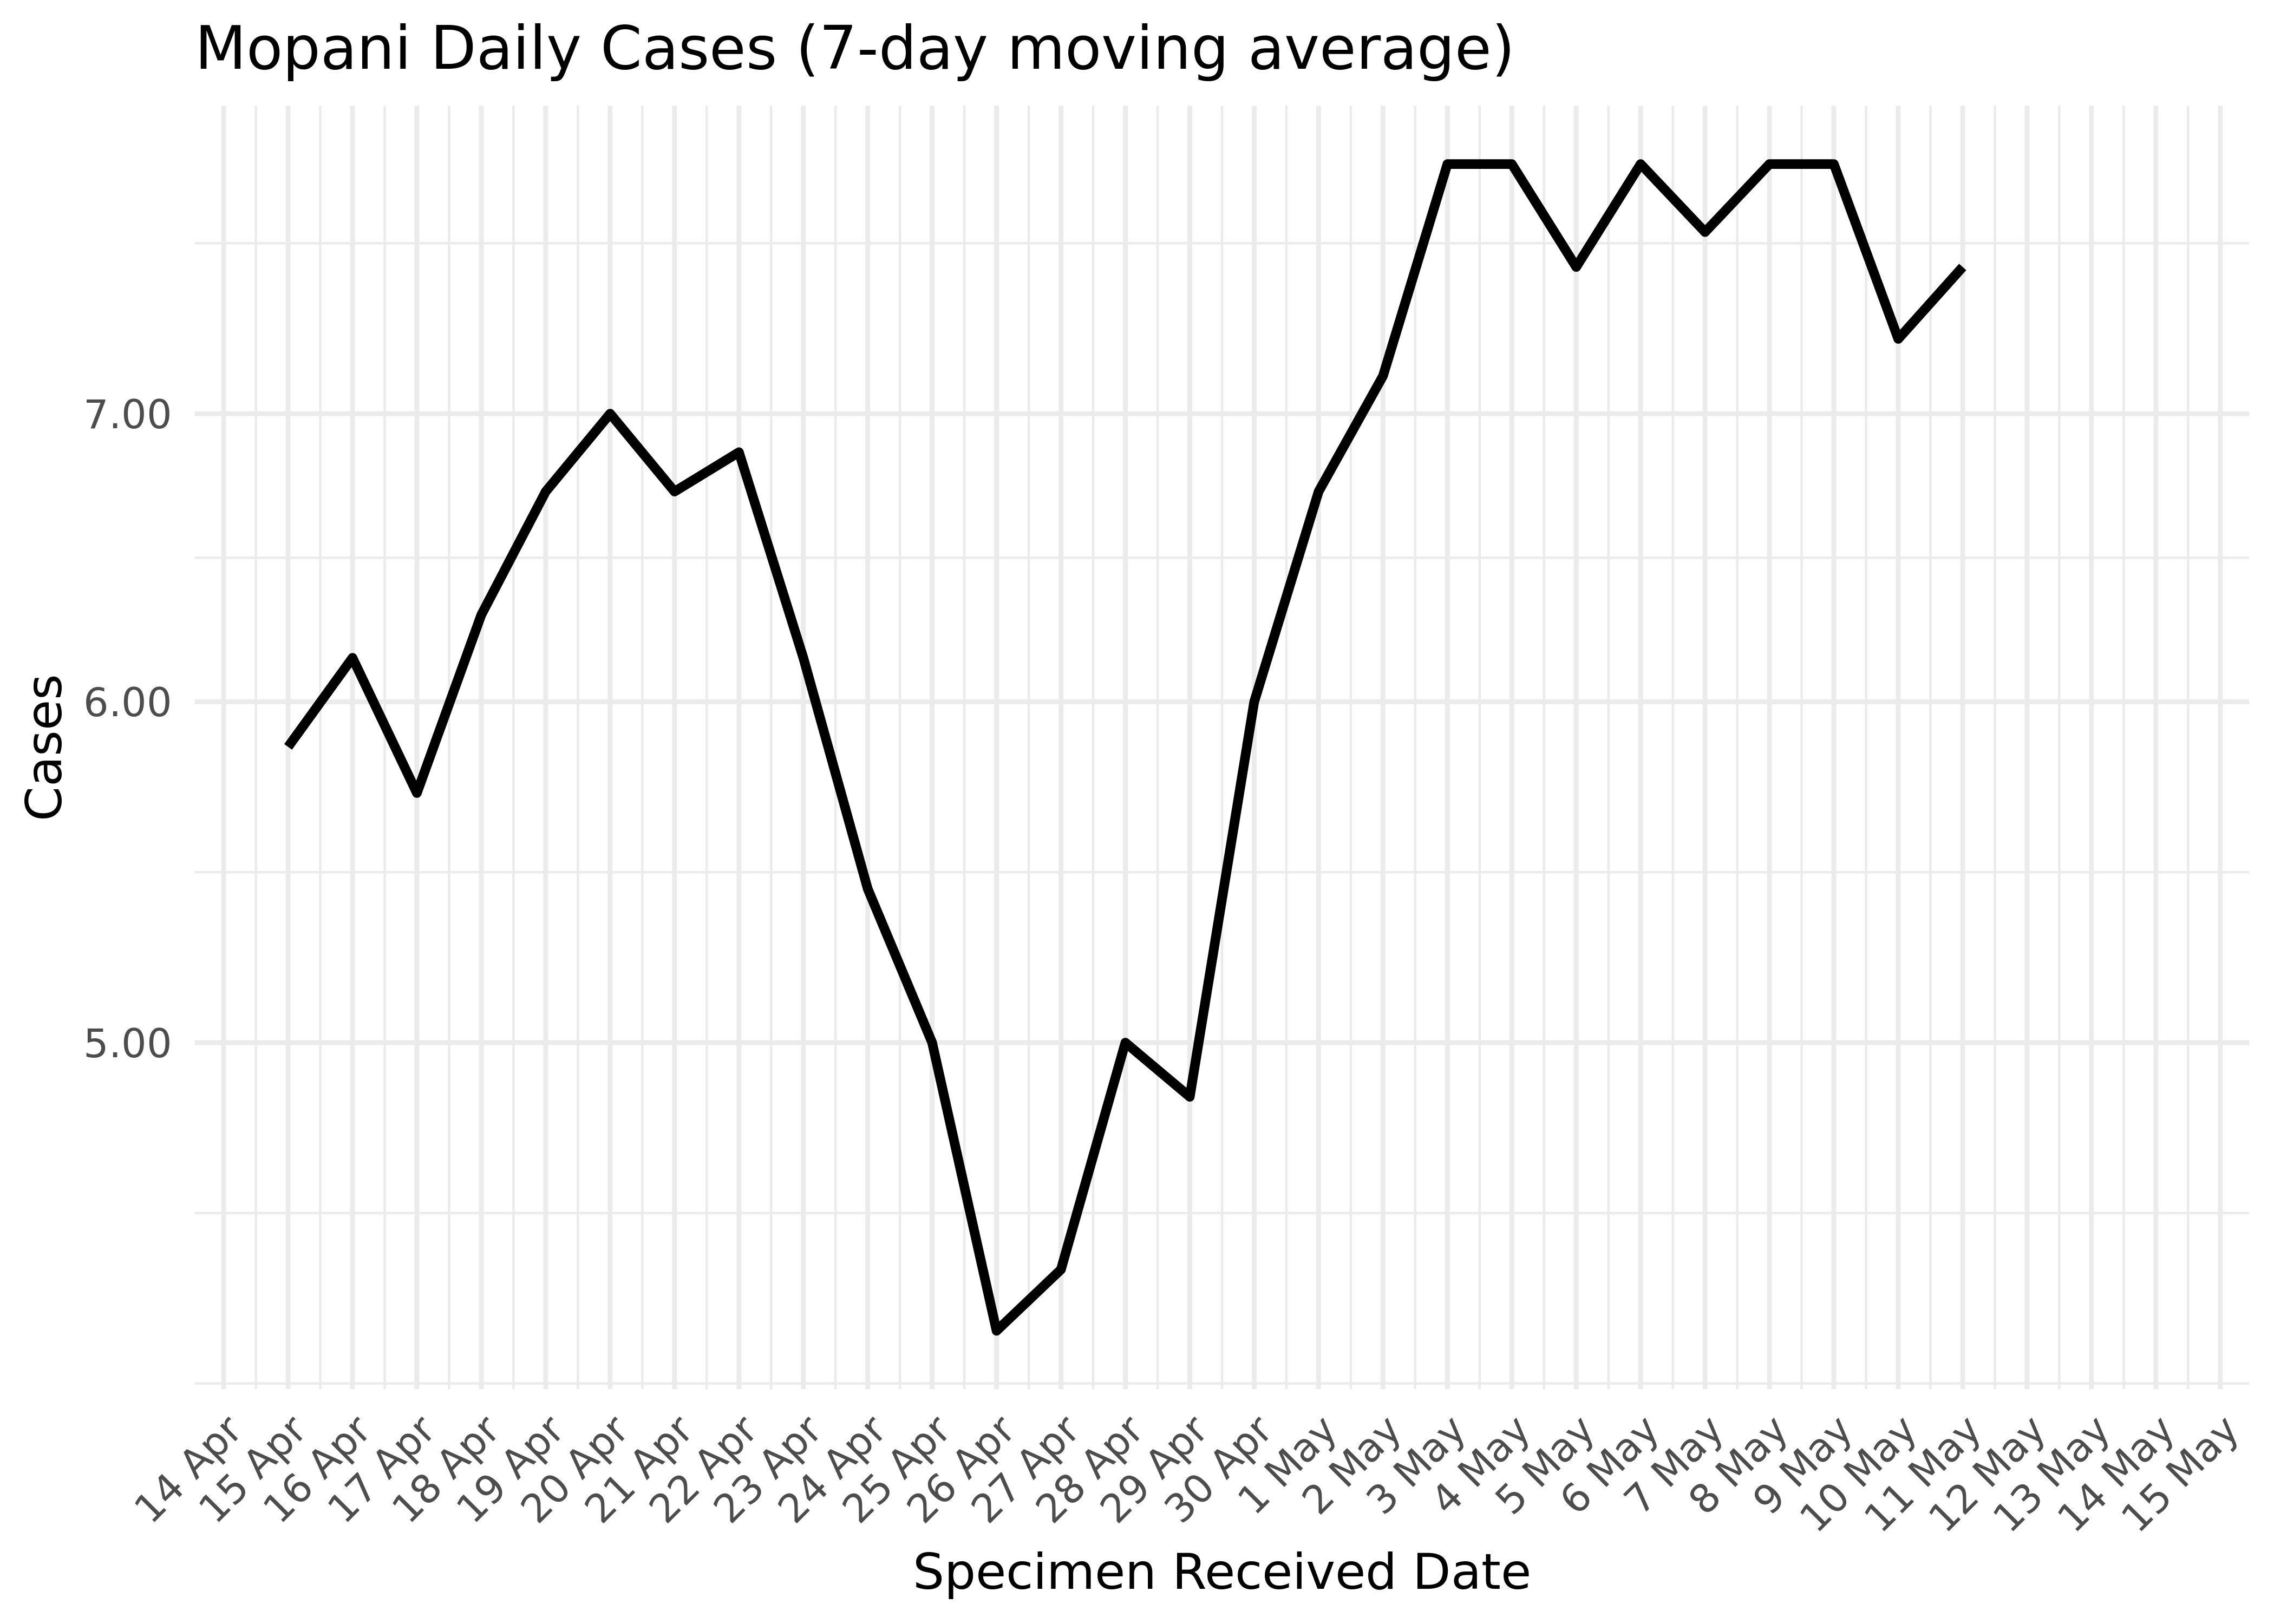 Mopani Daily Cases (7-day moving average)
Cases
7.00
6.00
5.00
14 Apr
15 Apr
16 Apr
17 Apr
18 Apr
19 Apr
20 Apr
21 Apr
22 Apr
23 Apr
24 Apr
25 Apr
26 Apr
27 Apr
28 Apr
29 Apr
30 Apr
1 May
2 May
3 May
4 May
5 May
6 May
7 May
8 May
9 May
10 May
11 May
12 May
13 May
14 May
15 May
Specimen Received Date